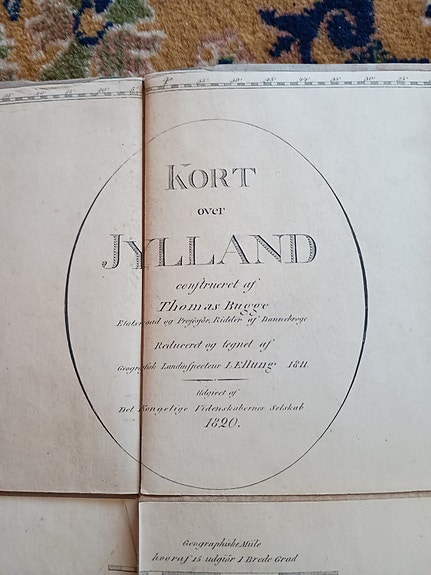 KORT
over
JYLLAND
construeret af
Thomas Bugge
Etatsraad og Professor, Ridder af Dannebroge
Reduceret og tegnet af
Geografisk Landinspecteur I. Ellung 1811.
Udgivet af
Det Kongelige Videnskabernes Selskab
1820.
Geographiske Mile
hvoraf 15 udgiör 1 Brede Grad